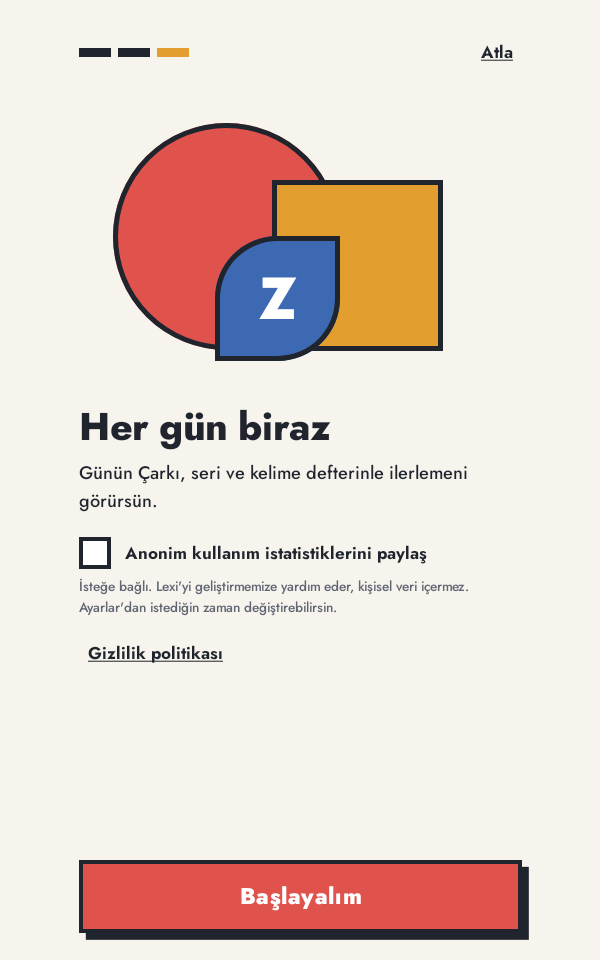 Atla
Z
Her gün biraz
Günün Çarkı, seri ve kelime defterinle ilerlemeni
görürsün.
Anonim kullanım istatistiklerini paylaş
İsteğe bağlı. Lexi'yi geliştirmemize yardım eder, kişisel veri içermez.
Ayarlar'dan istediğin zaman değiştirebilirsin.
Gizlilik politikası
Başlayalım